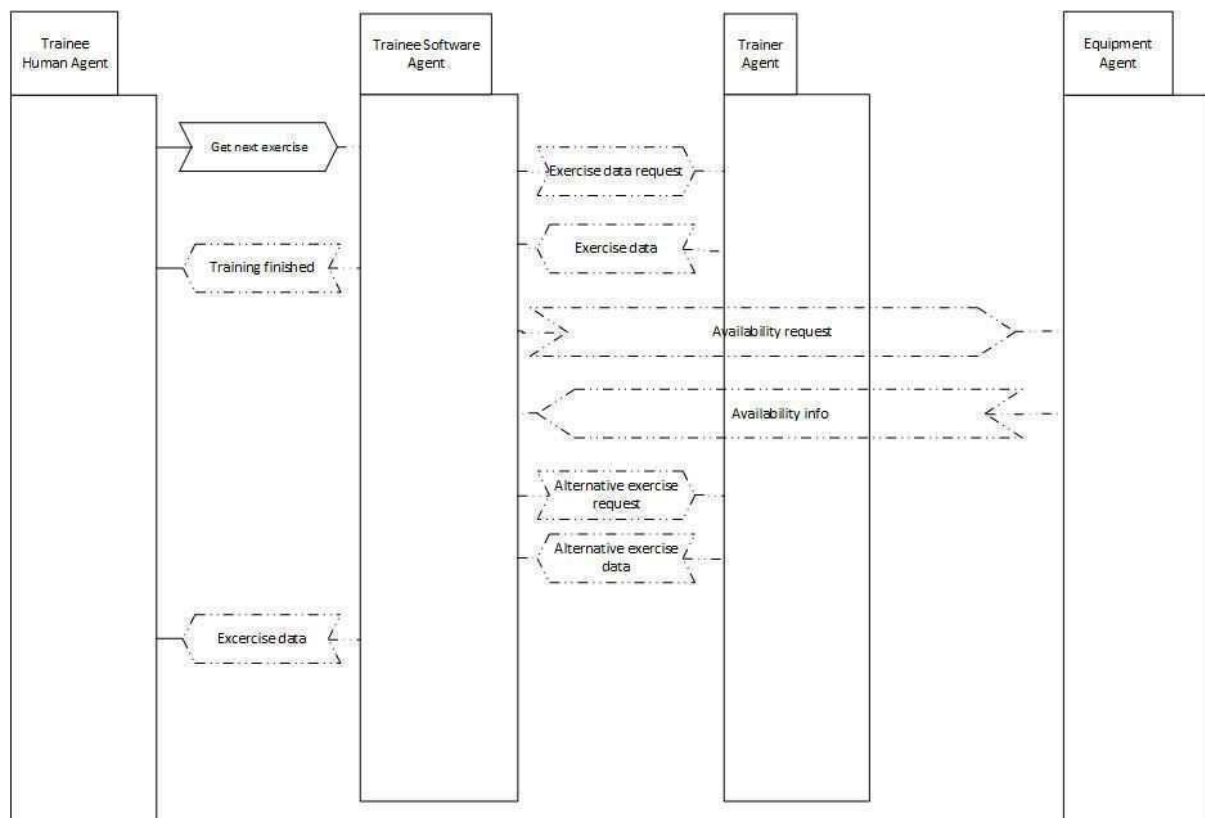 Trainee
Human Agent
Trainee Software
Agent
Trainer
Agent
Equipment
Agent
Get next exercise
Exercise data request
Exercise data
Training finished
Availability request
Availability info
Alternative exercise
request
Alternative exercise
data
Excercise data